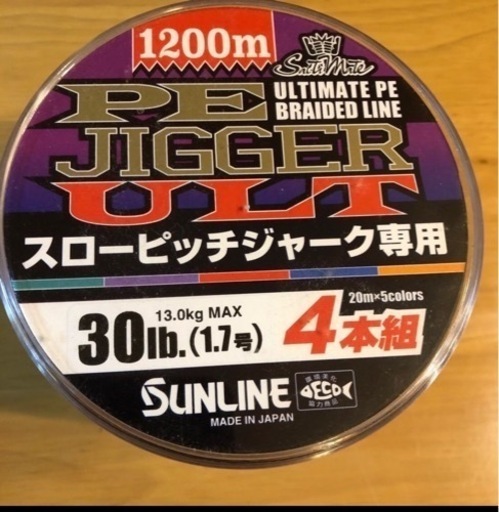 1200m
SaltiMate
ULTIMATE PE
BRAIDED LINE
PE
JIGGER
ULT
スローピッチジャーク専用
20m×5colors
13.0kg MAX
30lb.(1.7号)
4本組
SUNLINE
MADE IN JAPAN
ECO